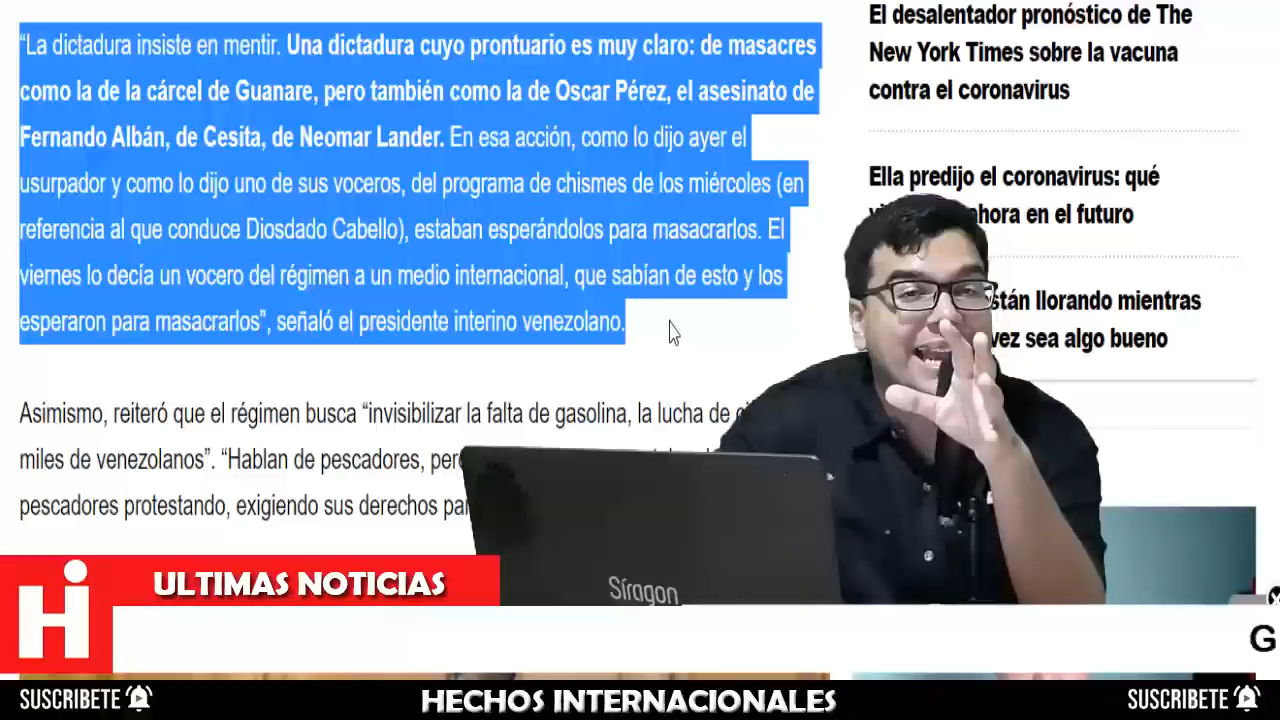 “La dictadura insiste en mentir. Una dictadura cuyo prontuario es muy claro: de masacres
como la de la cárcel de Guanare, pero también como la de Oscar Pérez, el asesinato de
Fernando Albán, de Cesita, de Neomar Lander. En esa acción, como lo dijo ayer el
usurpador y como lo dijo uno de sus voceros, del programa de chismes de los miércoles (en
referencia al que conduce Diosdado Cabello), estaban esperándolos para masacrarlos. El
viernes lo decía un vocero del régimen a un medio internacional, que sabían de esto y los
esperaron para masacrarlos”, señaló el presidente interino venezolano.
Asimismo, reiteró que el régimen busca “invisibilizar la falta de gasolina, la lucha de
miles de venezolanos”. “Hablan de pescadores,
pescadores protestando, exigiendo sus derechos
El desalentador pronóstico de The
New York Times sobre la vacuna
contra el coronavirus
Ella predijo el coronavirus: qué
ahora en el futuro
están llorando mientras
vez sea algo bueno
Síragon
Hi
ULTIMAS NOTICIAS
G
SUSCRIBETE
HECHOS INTERNACIONALES
SUSCRIBETE